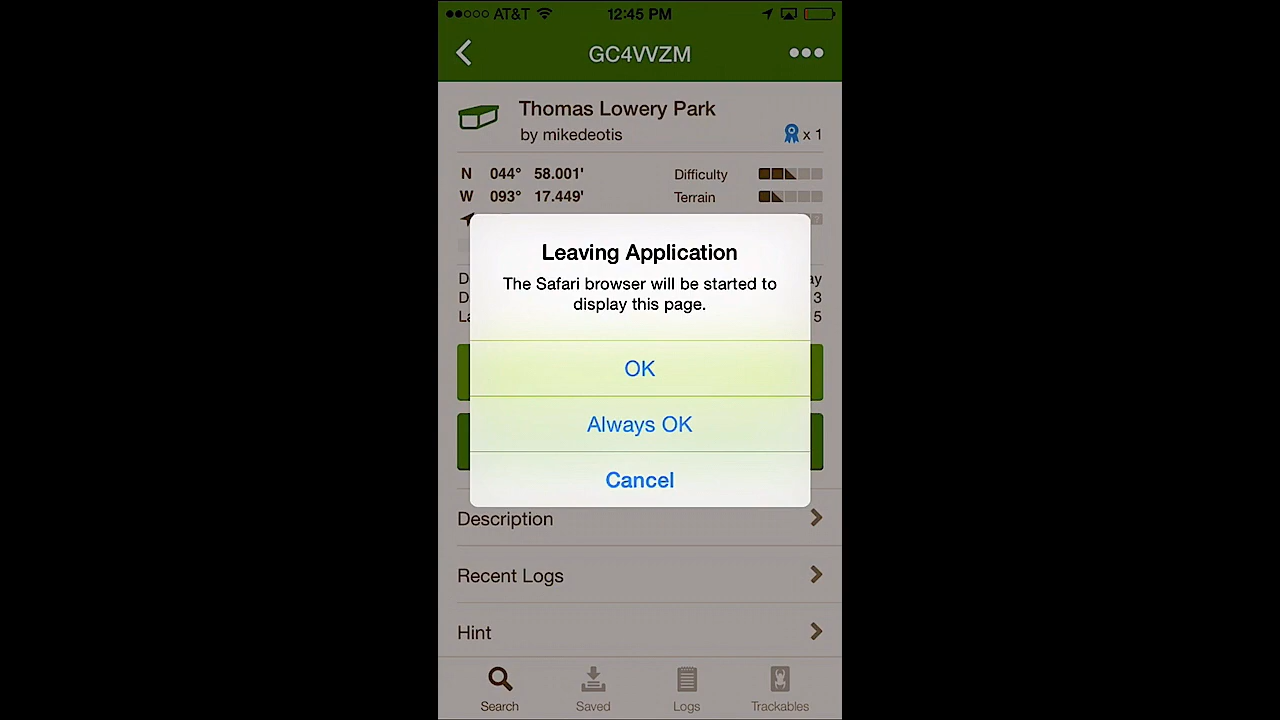 AT&T 12:45 PM
GC4VVZM
Thomas Lowery Park
by mikedeotis
x 1
N 044° 58.001' Difficulty
W 093° 17.449' Terrain
Leaving Application
The Safari browser will be started to
display this page.
3
5
OK
Always OK
Cancel
Description
Recent Logs
Hint
Search Saved Logs Trackables